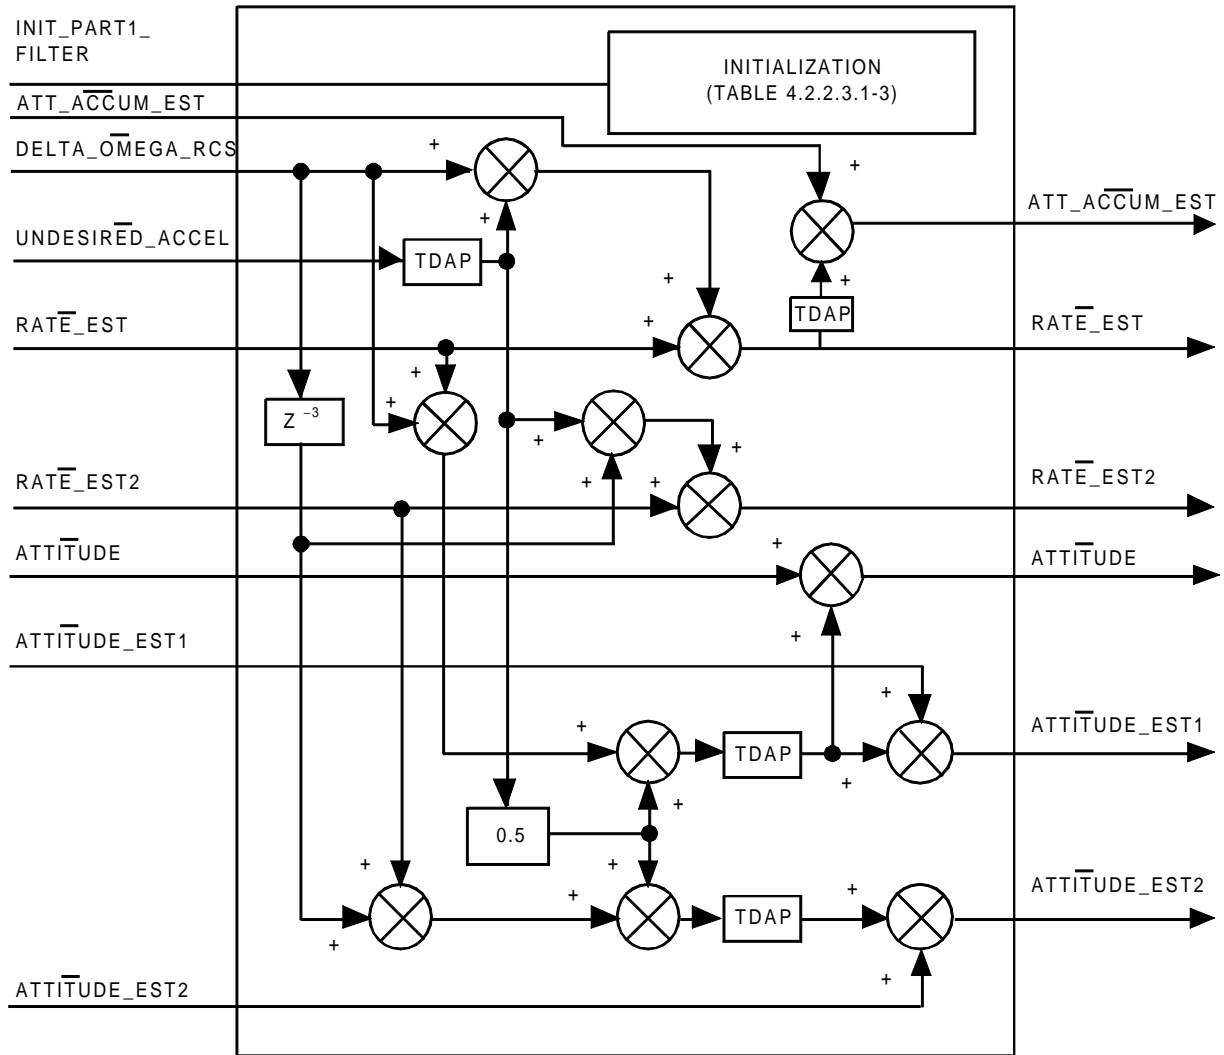 INIT_PART1_
FILTER
INITIALIZATION
(TABLE 4.2.2.3.1-3)
ATT_ACCUM_EST
DELTA_OMEGA_RCS
+
+
ATT_ACCUM_EST
+
UNDESIRED_ACCEL
TDAP
+
+
TDAP
RATE_EST
+
RATE_EST
+
+
Z⁻³
+
+
RATE_EST2
+
+
RATE_EST2
ATTITUDE
+
ATTITUDE
ATTITUDE_EST1
+
+
ATTITUDE_EST1
+
TDAP
+
+
0.5
+
+
ATTITUDE_EST2
+
+
TDAP
+
ATTITUDE_EST2
+